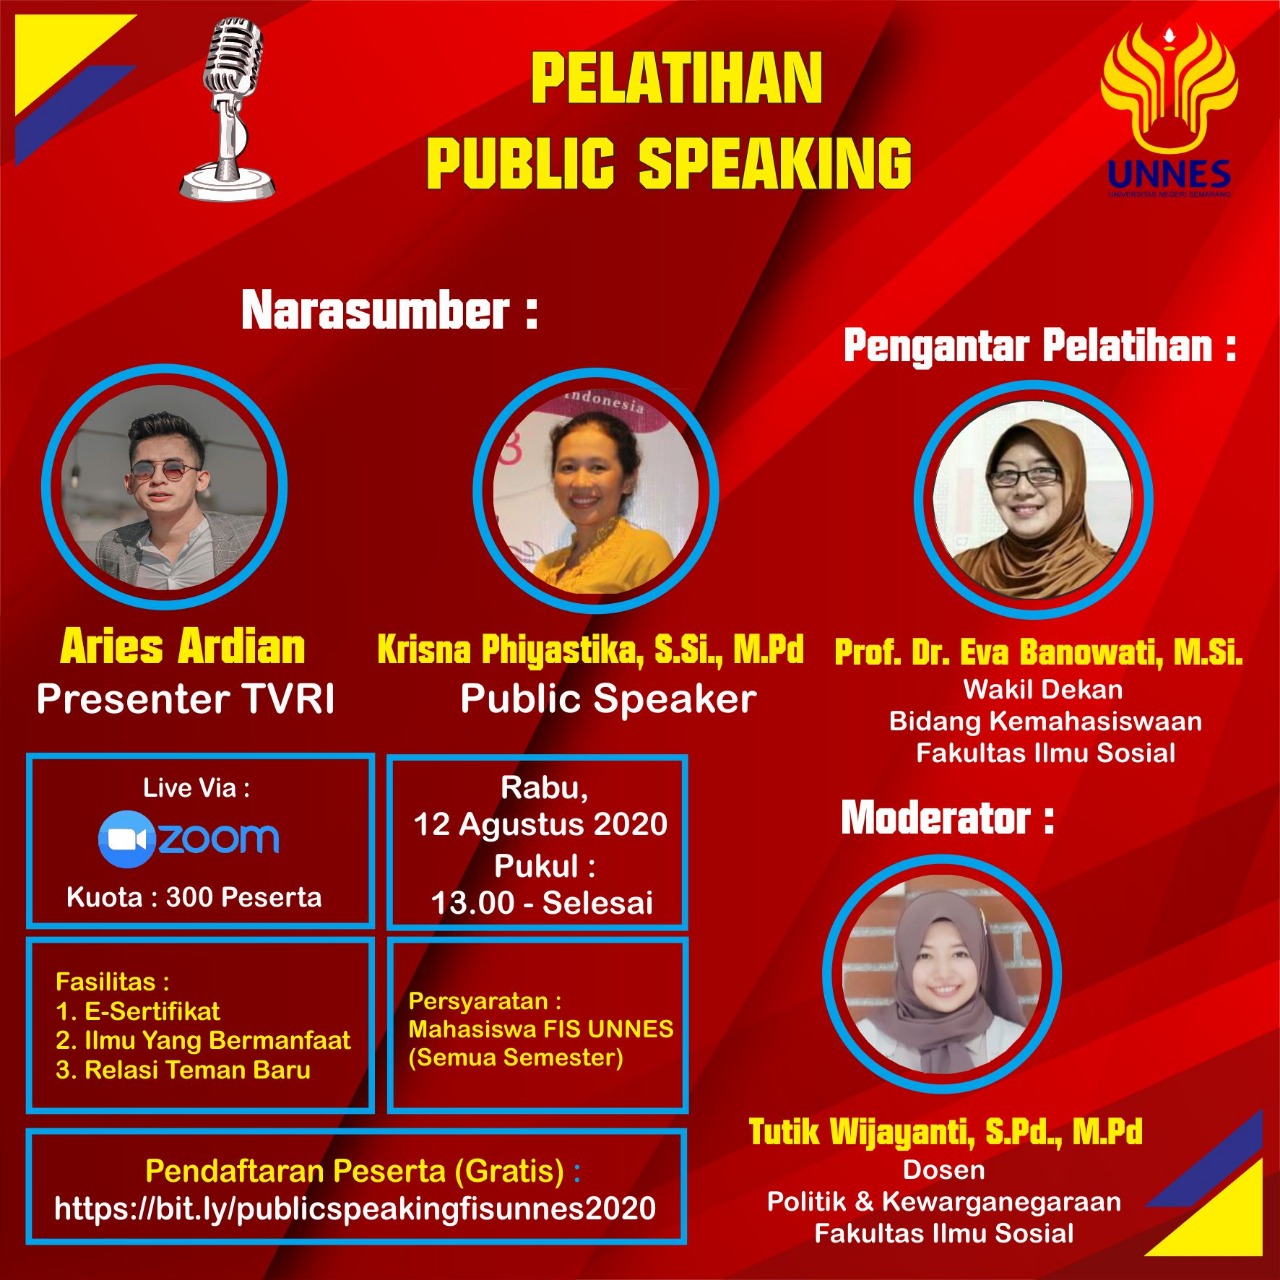 PELATIHAN
PUBLIC SPEAKING
UNNES
UNIVERSITAS NEGERI SEMARANG
Narasumber :
Indonesia
Aries Ardian
Presenter TVRI
Krisna Phiyastika, S.Si., M.Pd
Public Speaker
Pengantar Pelatihan :
Prof. Dr. Eva Banowati, M.Si.
Wakil Dekan
Bidang Kemahasiswaan
Fakultas Ilmu Sosial
Live Via :
zoom
Kuota : 300 Peserta
Rabu,
12 Agustus 2020
Pukul :
13.00 - Selesai
Fasilitas :
1. E-Sertifikat
2. Ilmu Yang Bermanfaat
3. Relasi Teman Baru
Persyaratan :
Mahasiswa FIS UNNES
(Semua Semester)
Pendaftaran Peserta (Gratis) :
https://bit.ly/publicspeakingfisunnes2020
Moderator :
Tutik Wijayanti, S.Pd., M.Pd
Dosen
Politik & Kewarganegaraan
Fakultas Ilmu Sosial